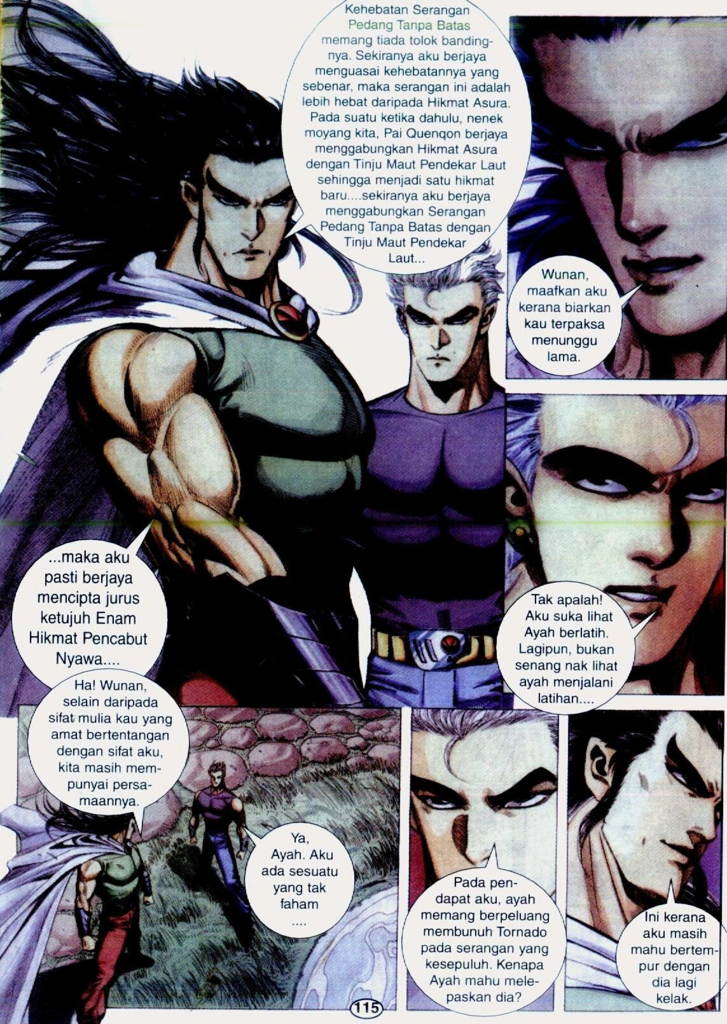 Kehebatan Serangan
Pedang Tanpa Batas
memang tiada tolok banding-
nya. Sekiranya aku berjaya
menguasai kehebatannya yang
sebenar, maka serangan ini adalah
lebih hebat daripada Hikmat Asura.
Pada suatu ketika dahulu, nenek
moyang kita, Pai Quenqon berjaya
menggabungkan Hikmat Asura
dengan Tinju Maut Pendekar Laut
sehingga menjadi satu hikmat
baru....sekiranya aku berjaya
menggabungkan Serangan
Pedang Tanpa Batas dengan
Tinju Maut Pendekar
Laut...
Wunan,
maafkan aku
kerana biarkan
kau terpaksa
menunggu
lama.
...maka aku
pasti berjaya
mencipta jurus
ketujuh Enam
Hikmat Pencabut
Nyawa....
Tak apalah!
Aku suka lihat
Ayah berlatih.
Lagipun, bukan
senang nak lihat
ayah menjalani
latihan....
Ha! Wunan,
selain daripada
sifat mulia kau yang
amat bertentangan
dengan sifat aku,
kita masih mem-
punyai persa-
maannya.
Ya,
Ayah. Aku
ada sesuatu
yang tak
faham
....
Pada pen-
dapat aku, ayah
memang berpeluang
membunuh Tornado
pada serangan yang
kesepuluh. Kenapa
Ayah mahu mele-
paskan dia?
Ini kerana
aku masih
mahu bertem-
pur dengan
dia lagi
kelak.
115